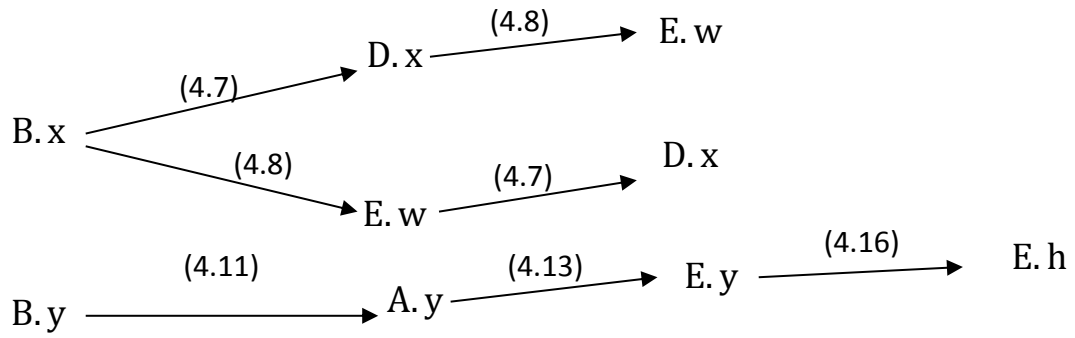 (4.8)
D. x E. w
(4.7)
B. x
(4.8) D. x
(4.7)
E. w
(4.11) (4.13) (4.16)
B. y A. y E. y E. h